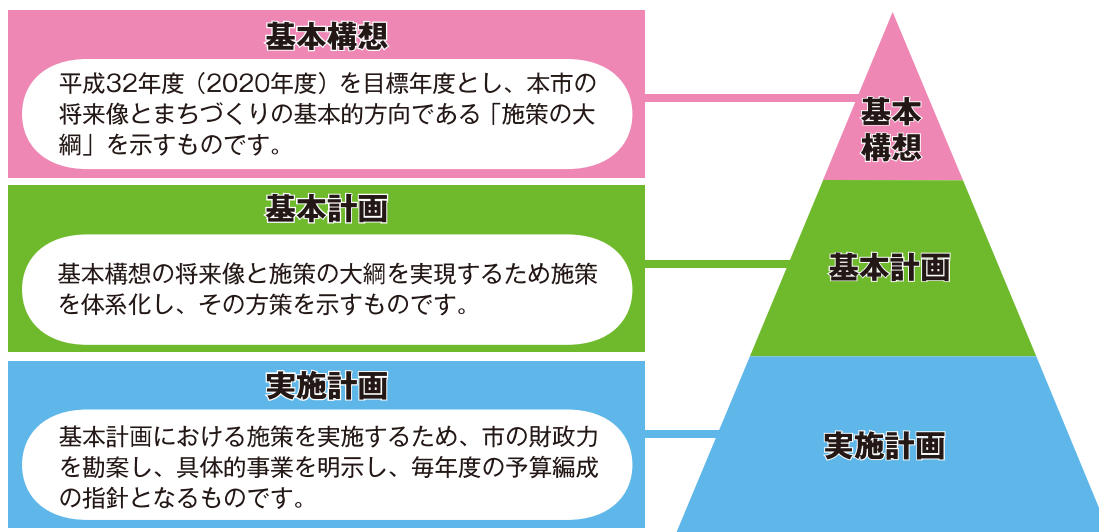 基本構想
平成32年度（2020年度）を目標年度とし、本市の
将来像とまちづくりの基本的方向である「施策の大
綱」を示すものです。
基本計画
基本構想の将来像と施策の大綱を実現するため施策
を体系化し、その方策を示すものです。
実施計画
基本計画における施策を実施するため、市の財政力
を勘案し、具体的事業を明示し、毎年度の予算編成
の指針となるものです。
基本
構想
基本計画
実施計画